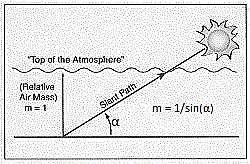 "Top of the Atmosphere"
(Relative
Air Mass)
m = 1
Slant Path
m = 1/sin(α)
α